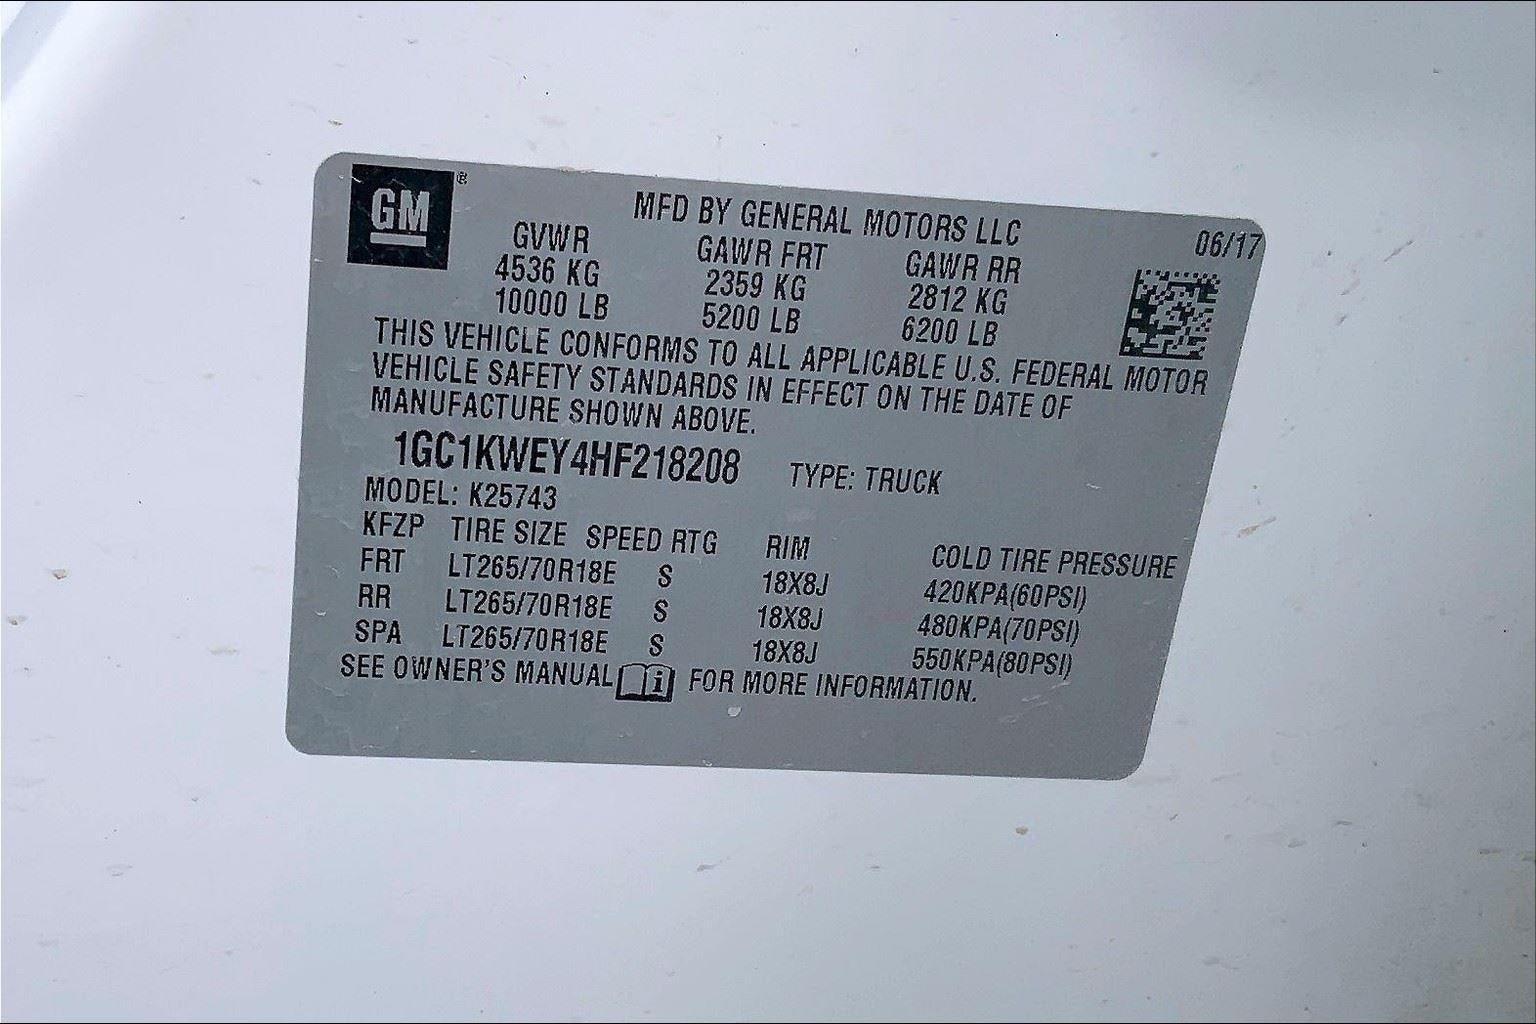 GM®
MFD BY GENERAL MOTORS LLC
06/17
GVWR GAWR FRT GAWR RR
4536 KG 2359 KG 2812 KG
10000 LB 5200 LB 6200 LB
THIS VEHICLE CONFORMS TO ALL APPLICABLE U.S. FEDERAL MOTOR
VEHICLE SAFETY STANDARDS IN EFFECT ON THE DATE OF
MANUFACTURE SHOWN ABOVE.
1GC1KWEY4HF218208 TYPE: TRUCK
MODEL: K25743
KFZP TIRE SIZE SPEED RTG RIM COLD TIRE PRESSURE
FRT LT265/70R18E S 18X8J 420KPA(60PSI)
RR LT265/70R18E S 18X8J 480KPA(70PSI)
SPA LT265/70R18E S 18X8J 550KPA(80PSI)
SEE OWNER'S MANUAL i FOR MORE INFORMATION.